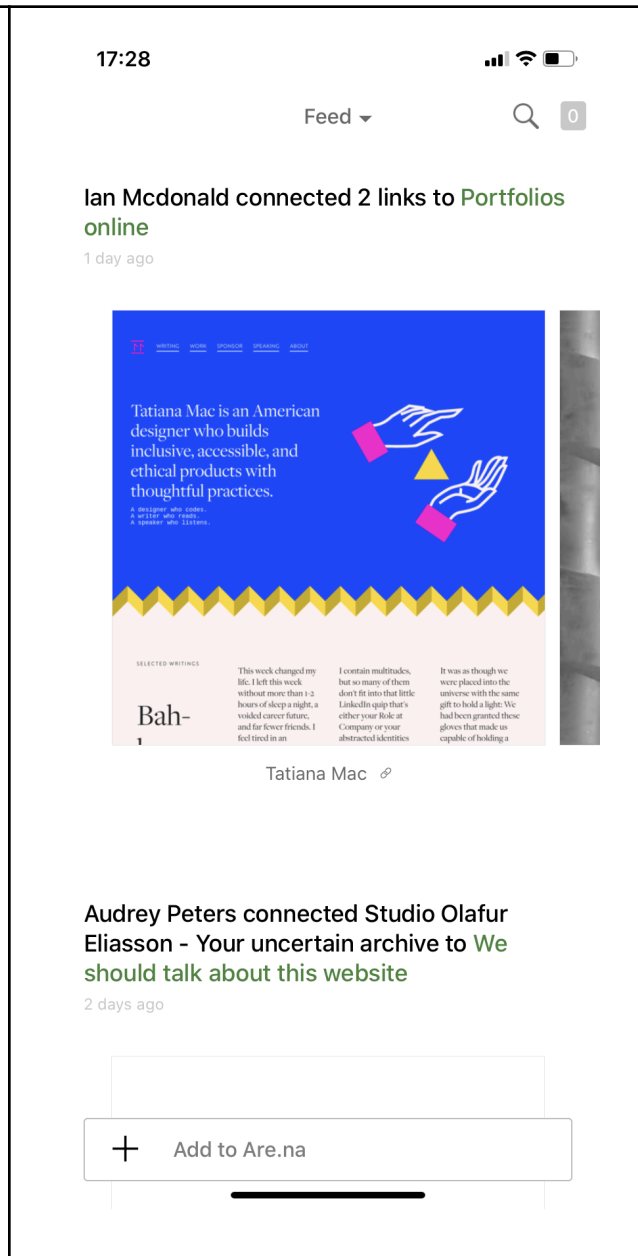 17:28
Feed
0
Ian Mcdonald connected 2 links to Portfolios
online
1 day ago
WRITING WORK SPONSOR SPEAKING ABOUT
Tatiana Mac is an American
designer who builds
inclusive, accessible, and
ethical products with
thoughtful practices.
A designer who codes.
A writer who reads.
A speaker who listens.
SELECTED WRITINGS
Bah-
This week changed my
life. I left this week
without more than 1-2
hours of sleep a night, a
voided career future,
and far fewer friends. I
feel tired in an
I contain multitudes,
but so many of them
don't fit into that little
LinkedIn quip that's
either your Role at
Company or your
abstracted identities
It was as though we
were placed into the
universe with the same
gift to hold a light: We
had been granted these
gloves that made us
capable of holding a
Tatiana Mac
Audrey Peters connected Studio Olafur
Eliasson - Your uncertain archive to We
should talk about this website
2 days ago
Add to Are.na